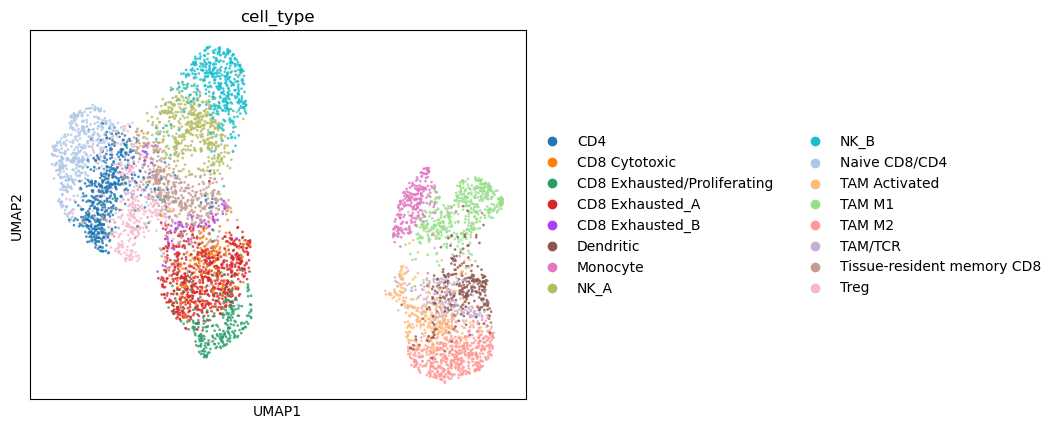 cell_type
UMAP2
UMAP1
CD4
CD8 Cytotoxic
CD8 Exhausted/Proliferating
CD8 Exhausted_A
CD8 Exhausted_B
Dendritic
Monocyte
NK_A
NK_B
Naive CD8/CD4
TAM Activated
TAM M1
TAM M2
TAM/TCR
Tissue-resident memory CD8
Treg